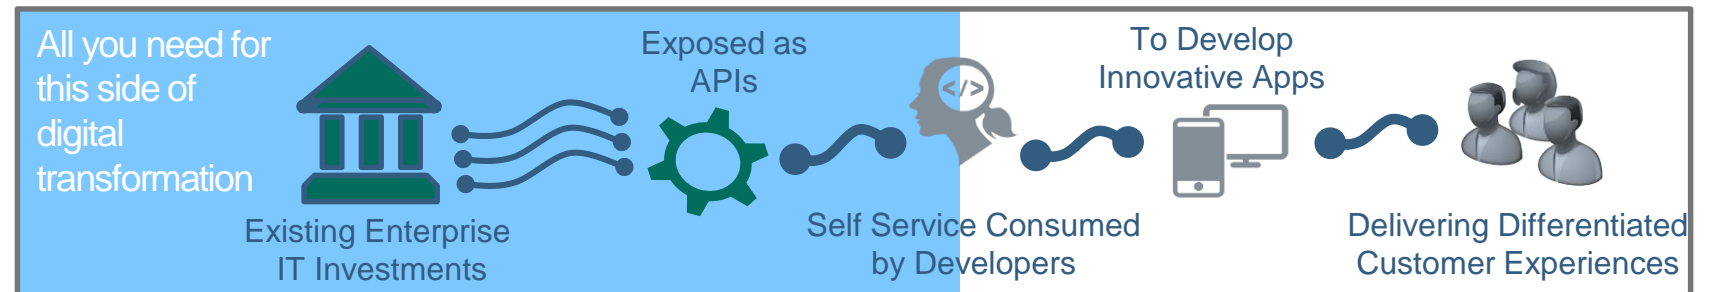 All you need for
this side of
digital
transformation
Existing Enterprise
IT Investments
Exposed as
APIs
</>
Self Service Consumed
by Developers
To Develop
Innovative Apps
Delivering Differentiated
Customer Experiences